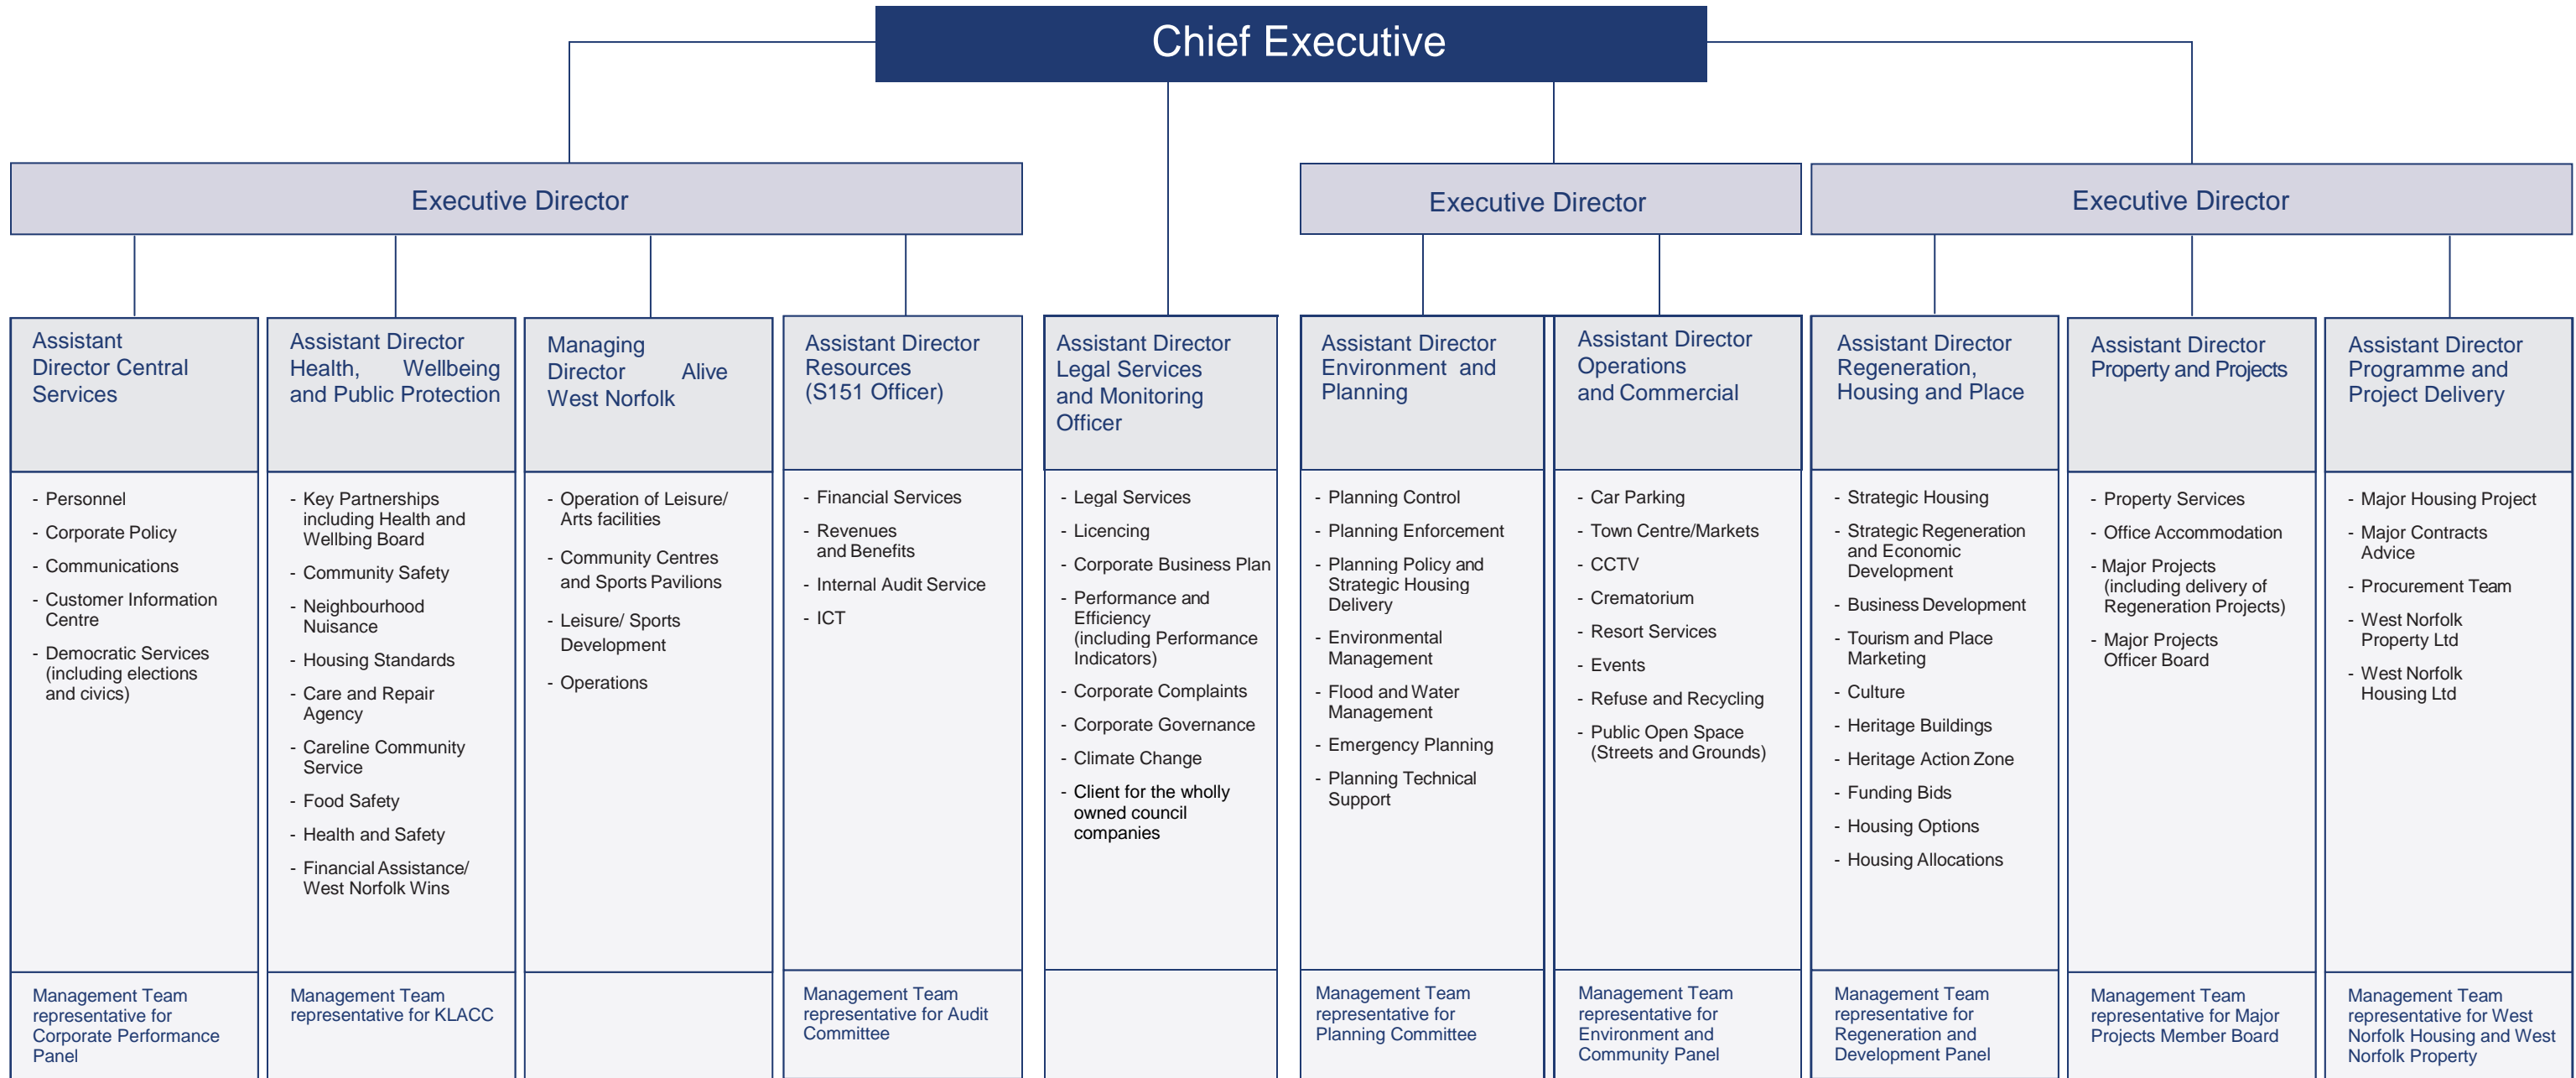 Chief Executive
Executive Director
Executive Director
Executive Director
Assistant
Director Central
Services
- Personnel
- Corporate Policy
- Communications
- Customer Information
Centre
- Democratic Services
(including elections
and civics)
Management Team
representative for
Corporate Performance
Panel
Assistant Director
Health, Wellbeing
and Public Protection
- Key Partnerships
including Health and
Wellbing Board
- Community Safety
- Neighbourhood
Nuisance
- Housing Standards
- Care and Repair
Agency
- Careline Community
Service
- Food Safety
- Health and Safety
- Financial Assistance/
West Norfolk Wins
Management Team
representative for KLACC
Managing
Director Alive
West Norfolk
- Operation of Leisure/
Arts facilities
- Community Centres
and Sports Pavilions
- Leisure/ Sports
Development
- Operations
Assistant Director
Resources
(S151 Officer)
- Financial Services
- Revenues
and Benefits
- Internal Audit Service
- ICT
Management Team
representative for Audit
Committee
Assistant Director
Legal Services
and Monitoring
Officer
- Legal Services
- Licencing
- Corporate Business Plan
- Performance and
Efficiency
(including Performance
Indicators)
- Corporate Complaints
- Corporate Governance
- Climate Change
- Client for the wholly
owned council
companies
Assistant Director
Environment and
Planning
- Planning Control
- Planning Enforcement
- Planning Policy and
Strategic Housing
Delivery
- Environmental
Management
- Flood and Water
Management
- Emergency Planning
- Planning Technical
Support
Management Team
representative for
Planning Committee
Assistant Director
Operations
and Commercial
- Car Parking
- Town Centre/Markets
- CCTV
- Crematorium
- Resort Services
- Events
- Refuse and Recycling
- Public Open Space
(Streets and Grounds)
Management Team
representative for
Environment and
Community Panel
Assistant Director
Regeneration,
Housing and Place
- Strategic Housing
- Strategic Regeneration
and Economic
Development
- Business Development
- Tourism and Place
Marketing
- Culture
- Heritage Buildings
- Heritage Action Zone
- Funding Bids
- Housing Options
- Housing Allocations
Management Team
representative for
Regeneration and
Development Panel
Assistant Director
Property and Projects
- Property Services
- Office Accommodation
- Major Projects
(including delivery of
Regeneration Projects)
- Major Projects
Officer Board
Management Team
representative for Major
Projects Member Board
Assistant Director
Programme and
Project Delivery
- Major Housing Project
- Major Contracts
Advice
- Procurement Team
- West Norfolk
Property Ltd
- West Norfolk
Housing Ltd
Management Team
representative for West
Norfolk Housing and West
Norfolk Property